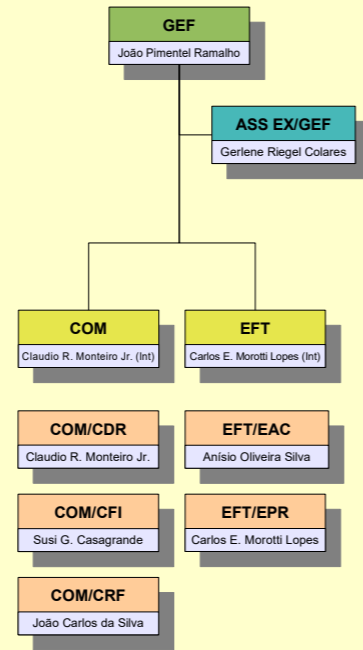 GEF
João Pimentel Ramalho
ASS EX/GEF
Gerlene Riegel Colares
COM
Claudio R. Monteiro Jr. (Int)
EFT
Carlos E. Morotti Lopes (Int)
COM/CDR
Claudio R. Monteiro Jr.
EFT/EAC
Anísio Oliveira Silva
COM/CFI
Susi G. Casagrande
EFT/EPR
Carlos E. Morotti Lopes
COM/CRF
João Carlos da Silva